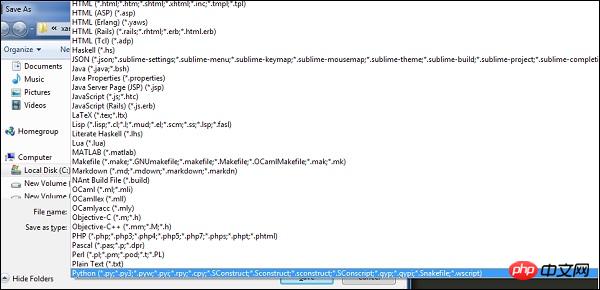 Save As
HTML (*.html;*.htm;*.shtml;*.xhtml;*.inc;*.tmpl;*.tpl)
HTML (ASP) (*.asp)
HTML (Erlang) (*.yaws)
HTML (Rails) (*.rails;*.rhtml;*.erb;*.html.erb)
HTML (Tcl) (*.adp)
Haskell (*.hs)
JSON (*.json;*.sublime-settings;*.sublime-menu;*.sublime-keymap;*.sublime-mousemap;*.sublime-theme;*.sublime-build;*.sublime-project;*.sublime-completi
Java (*.java;*.bsh)
Java Properties (*.properties)
Java Server Page (JSP) (*.jsp)
JavaScript (*.js;*.htc)
JavaScript (Rails) (*.js.erb)
LaTeX (*.tex;*.ltx)
Lisp (*.lisp;*.cl;*.l;*.mud;*.el;*.scm;*.ss;*.lsp;*.fasl)
Literate Haskell (*.lhs)
Lua (*.lua)
MATLAB (*.matlab)
Makefile (*.make;*.GNUmakefile;*.makefile;*.Makefile;*.OCamlMakefile;*.mak;*.mk)
Markdown (*.md;*.mdown;*.markdown;*.markdn)
NAnt Build File (*.build)
OCaml (*.ml;*.mli)
OCamllex (*.mll)
OCamlyacc (*.mly)
Objective-C (*.m;*.h)
Objective-C++ (*.mm;*.M;*.h)
PHP (*.php;*.php3;*.php4;*.php5;*.php7;*.phps;*.phpt;*.phtml)
Pascal (*.pas;*.p;*.dpr)
Perl (*.pl;*.pm;*.pod;*.t;*.PL)
Plain Text (*.txt)
Python (*.py;*.py3;*.pyw;*.pyi;*.rpy;*.cpy;*.SConstruct;*.Sconstruct;*.sconstruct;*.SConscript;*.gyp;*.gypi;*.Snakefile;*.wscript)
« xar
Organize
Documents
Music
Pictures
Videos
Homegroup
Computer
Local Disk (C:)
New Volume (
New Volume (
File name:
Save as type:
Hide Folders
php 中文网